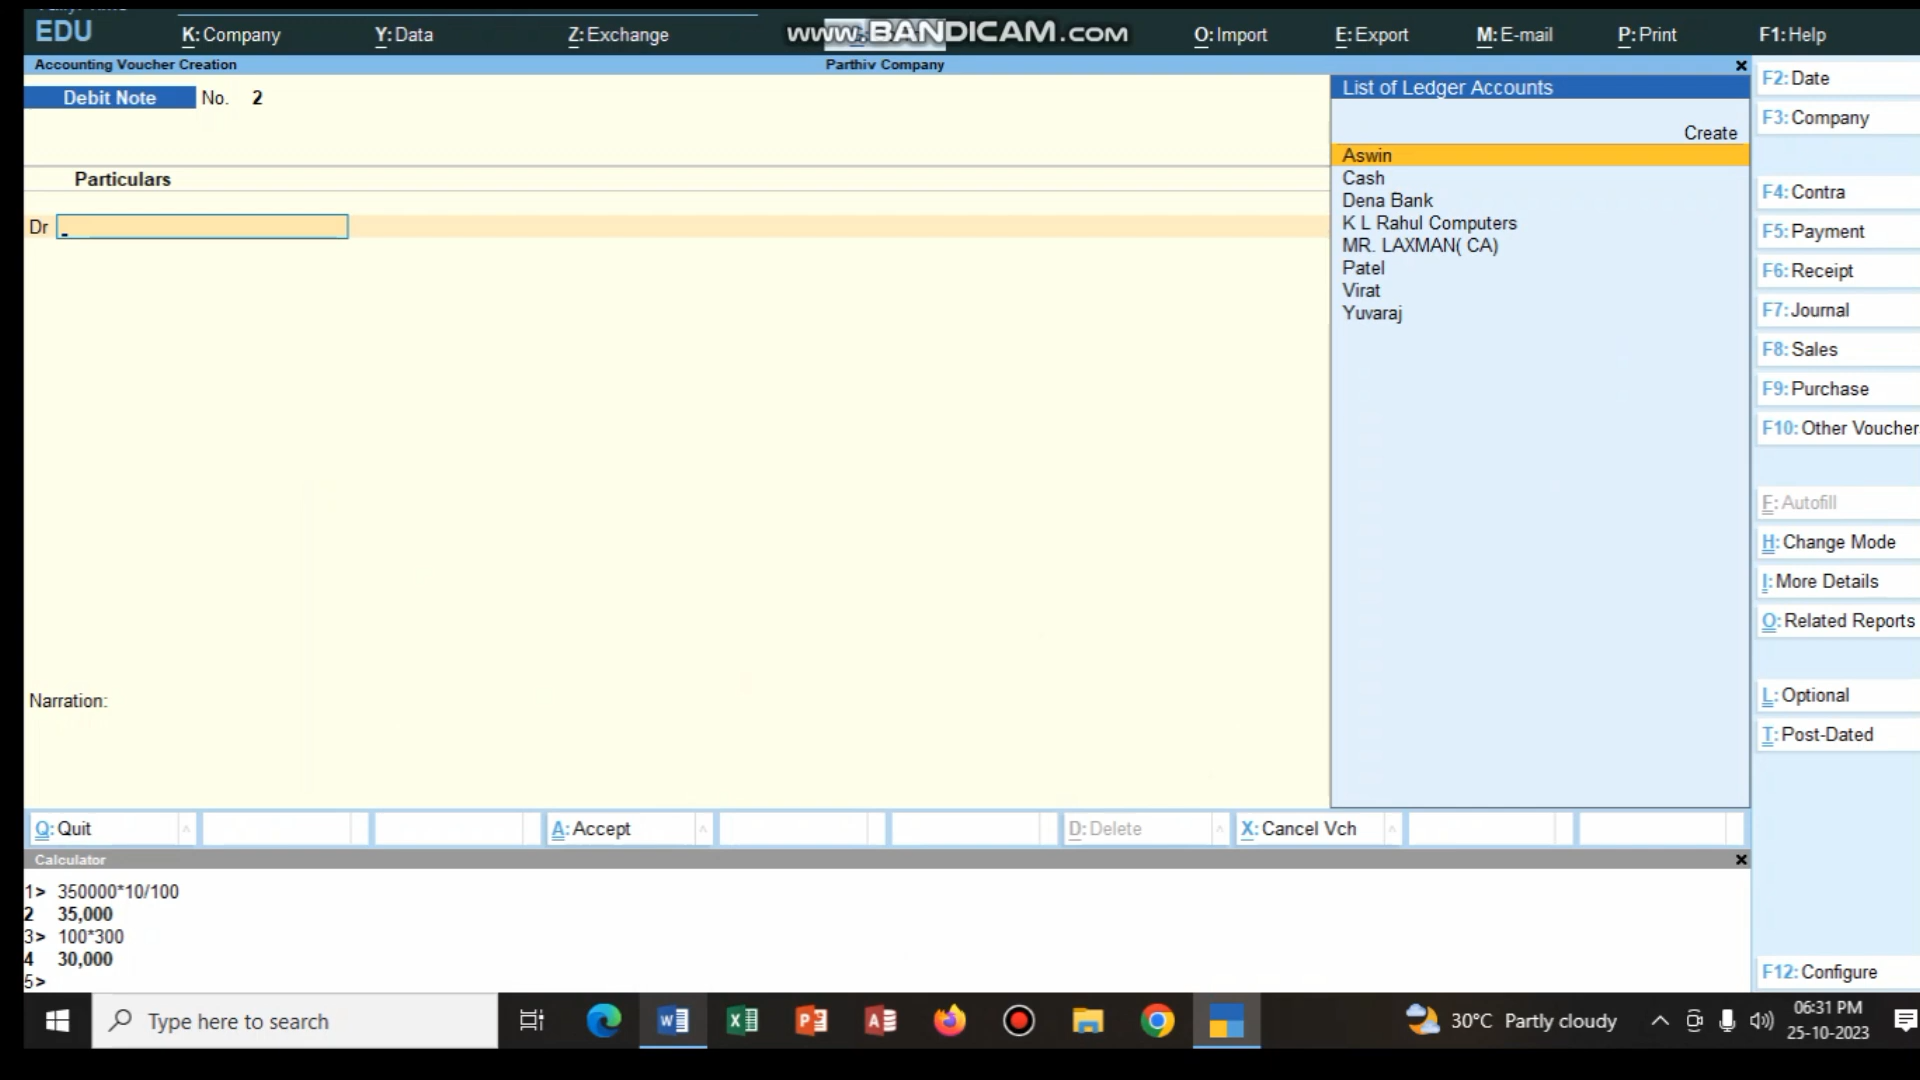 EDU
K: Company
Y: Data
Z: Exchange
www.BANDICAM.com
O: Import
E: Export
M: E-mail
P: Print
F1: Help
Accounting Voucher Creation
Parthiv Company
Debit Note No. 2
Particulars
Dr
Narration:
List of Ledger Accounts
Create
Aswin
Cash
Dena Bank
K L Rahul Computers
MR. LAXMAN( CA)
Patel
Virat
Yuvaraj
F2: Date
F3: Company
F4: Contra
F5: Payment
F6: Receipt
F7: Journal
F8: Sales
F9: Purchase
F10: Other Voucher
F: Autofill
H: Change Mode
I: More Details
O: Related Reports
L: Optional
T: Post-Dated
F12: Configure
Q: Quit
A: Accept
D: Delete
X: Cancel Vch
Calculator
1> 350000*10/100
2 35,000
3> 100*300
4 30,000
5>
Type here to search
30°C Partly cloudy
06:31 PM
25-10-2023